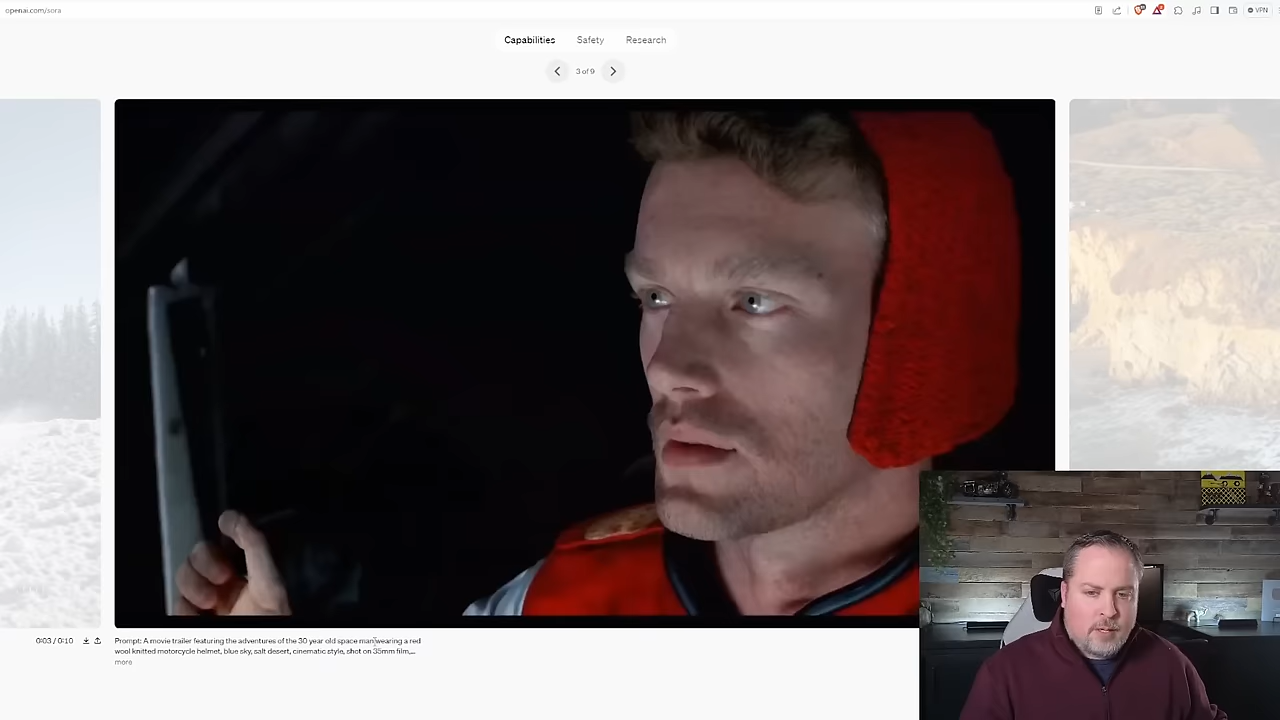 openai.com/sora
VPN
Capabilities Safety Research
3 of 9
0:03 / 0:10
Prompt: A movie trailer featuring the adventures of the 30 year old space man wearing a red
wool knitted motorcycle helmet, blue sky, salt desert, cinematic style, shot on 35mm film,...
more